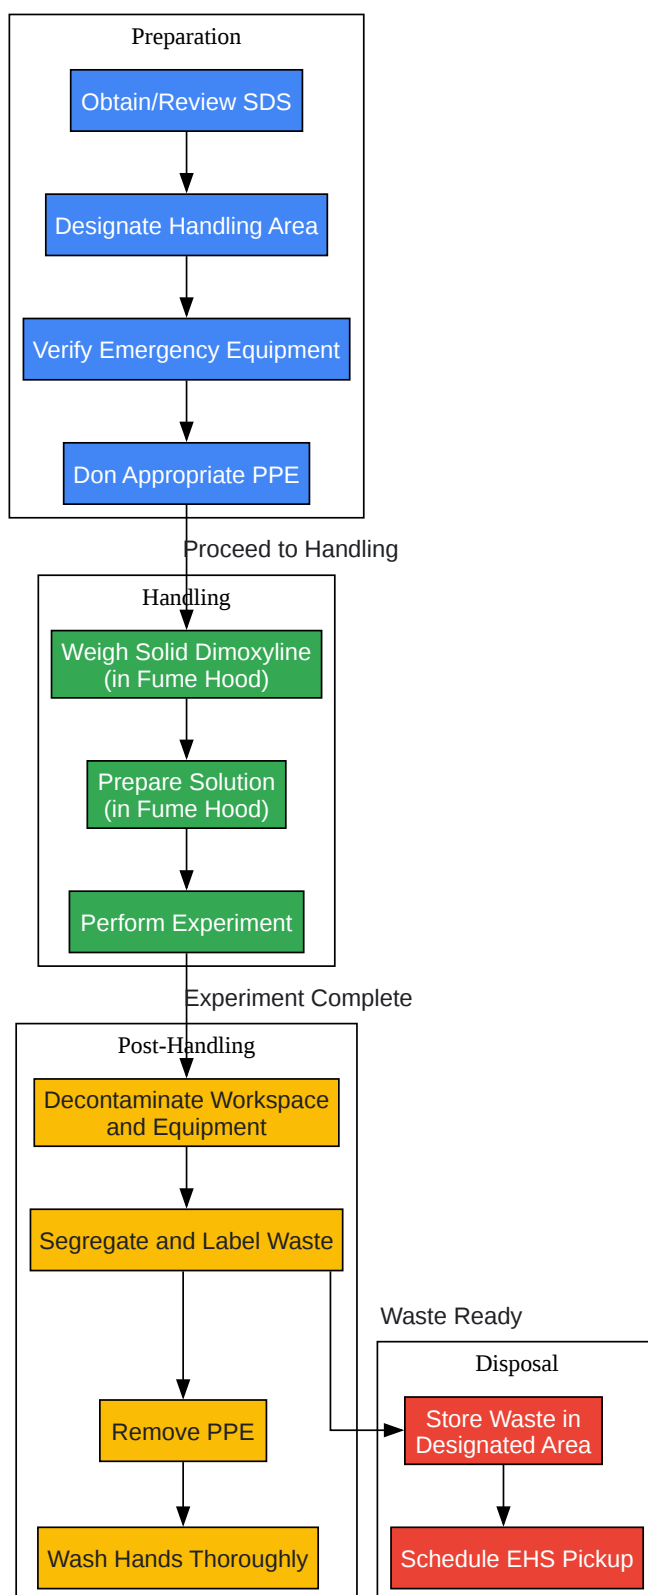 Preparation
Obtain/Review SDS
Designate Handling Area
Verify Emergency Equipment
Don Appropriate PPE
Proceed to Handling
Handling
Weigh Solid Dimoxyline
(in Fume Hood)
Prepare Solution
(in Fume Hood)
Perform Experiment
Experiment Complete
Post-Handling
Decontaminate Workspace
and Equipment
Segregate and Label Waste
Remove PPE
Wash Hands Thoroughly
Waste Ready
Disposal
Store Waste in
Designated Area
Schedule EHS Pickup